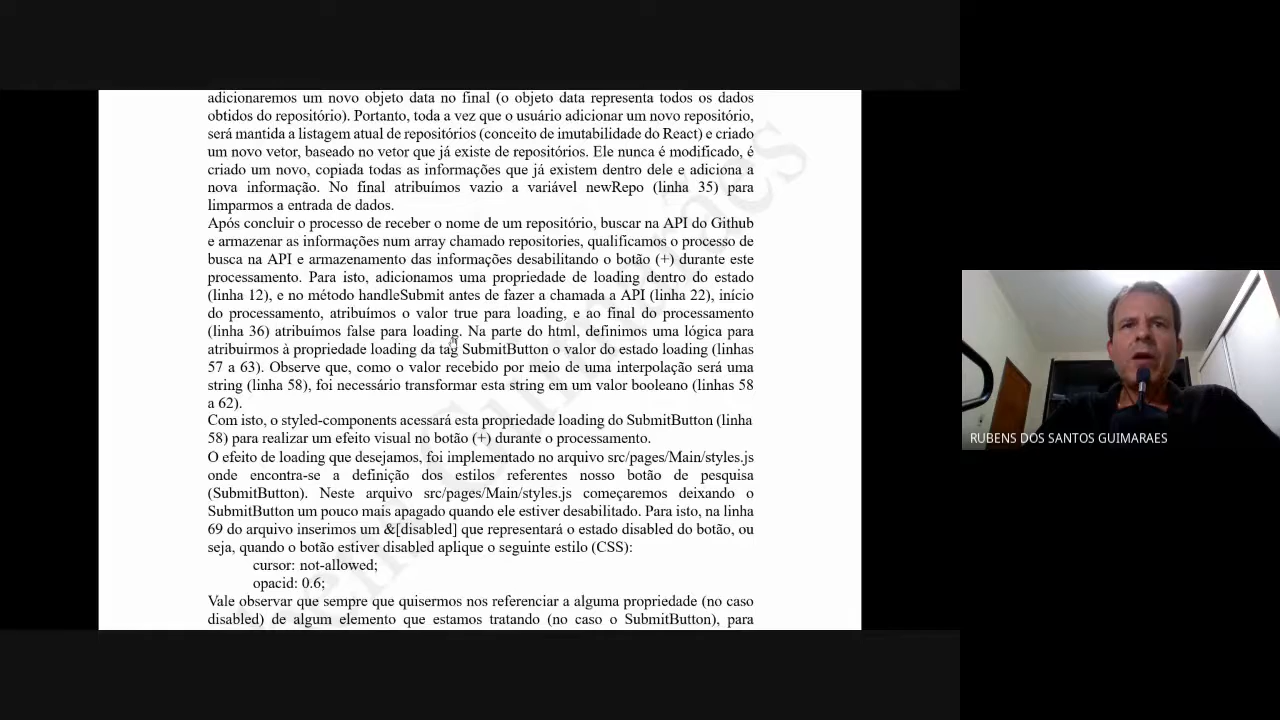 adicionaremos um novo objeto data no final (o objeto data representa todos os dados
obtidos do repositório). Portanto, toda a vez que o usuário adicionar um novo repositório,
será mantida a listagem atual de repositórios (conceito de imutabilidade do React) e criado
um novo vetor, baseado no vetor que já existe de repositórios. Ele nunca é modificado, é
criado um novo, copiada todas as informações que já existem dentro dele e adiciona a
nova informação. No final atribuímos vazio a variável newRepo (linha 35) para
limparmos a entrada de dados.
Após concluir o processo de receber o nome de um repositório, buscar na API do Github
e armazenar as informações num array chamado repositories, qualificamos o processo de
busca na API e armazenamento das informações desabilitando o botão (+) durante este
processamento. Para isto, adicionamos uma propriedade de loading dentro do estado
(linha 12), e no método handleSubmit antes de fazer a chamada a API (linha 22), início
do processamento, atribuímos o valor true para loading, e ao final do processamento
(linha 36) atribuímos false para loading. Na parte do html, definimos uma lógica para
atribuirmos à propriedade loading da tag SubmitButton o valor do estado loading (linhas
57 a 63). Observe que, como o valor recebido por meio de uma interpolação será uma
string (linha 58), foi necessário transformar esta string em um valor booleano (linhas 58
a 62).
Com isto, o styled-components acessará esta propriedade loading do SubmitButton (linha
58) para realizar um efeito visual no botão (+) durante o processamento.
O efeito de loading que desejamos, foi implementado no arquivo src/pages/Main/styles.js
onde encontra-se a definição dos estilos referentes nosso botão de pesquisa
(SubmitButton). Neste arquivo src/pages/Main/styles.js começaremos deixando o
SubmitButton um pouco mais apagado quando ele estiver desabilitado. Para isto, na linha
69 do arquivo inserimos um &[disabled] que representará o estado disabled do botão, ou
seja, quando o botão estiver disabled aplique o seguinte estilo (CSS):
cursor: not-allowed;
opacid: 0.6;
Vale observar que sempre que quisermos nos referenciar a alguma propriedade (no caso
disabled) de algum elemento que estamos tratando (no caso o SubmitButton), para
RUBENS DOS SANTOS GUIMARAES